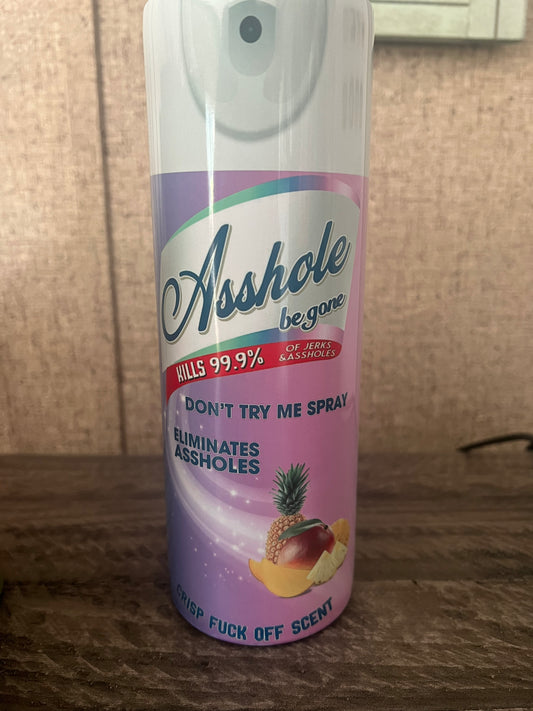 Asshole
be gone
KILLS 99.9% OF JERKS
&ASSHOLES
DON'T TRY ME SPRAY
ELIMINATES
ASSHOLES
CRISP FUCK OFF SCENT